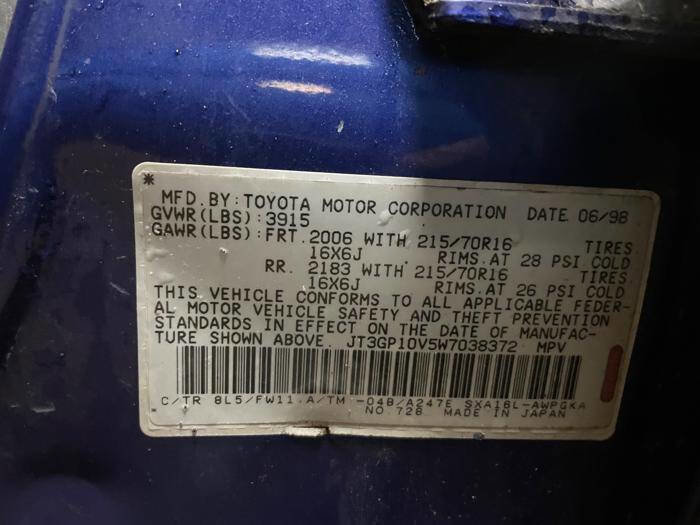 *
MFD. BY: TOYOTA MOTOR CORPORATION DATE 06/98
GVWR(LBS):3915
GAWR(LBS):FRT. 2006 WITH 215/70R16 TIRES
16X6J RIMS. AT 28 PSI COLD
RR. 2183 WITH 215/70R16 TIRES.
16X6J RIMS. AT 26 PSI COLD
THIS VEHICLE CONFORMS TO ALL APPLICABLE FEDER-
AL MOTOR VEHICLE SAFETY AND THEFT PREVENTION
STANDARDS IN EFFECT ON THE DATE OF MANUFAC-
TURE SHOWN ABOVE. JT3GP10V5W7038372 MPV
C/TR 8L5/FW11 A/TM -04B/A247E SXA16L-AWPGKA
NO.728 MADE IN JAPAN